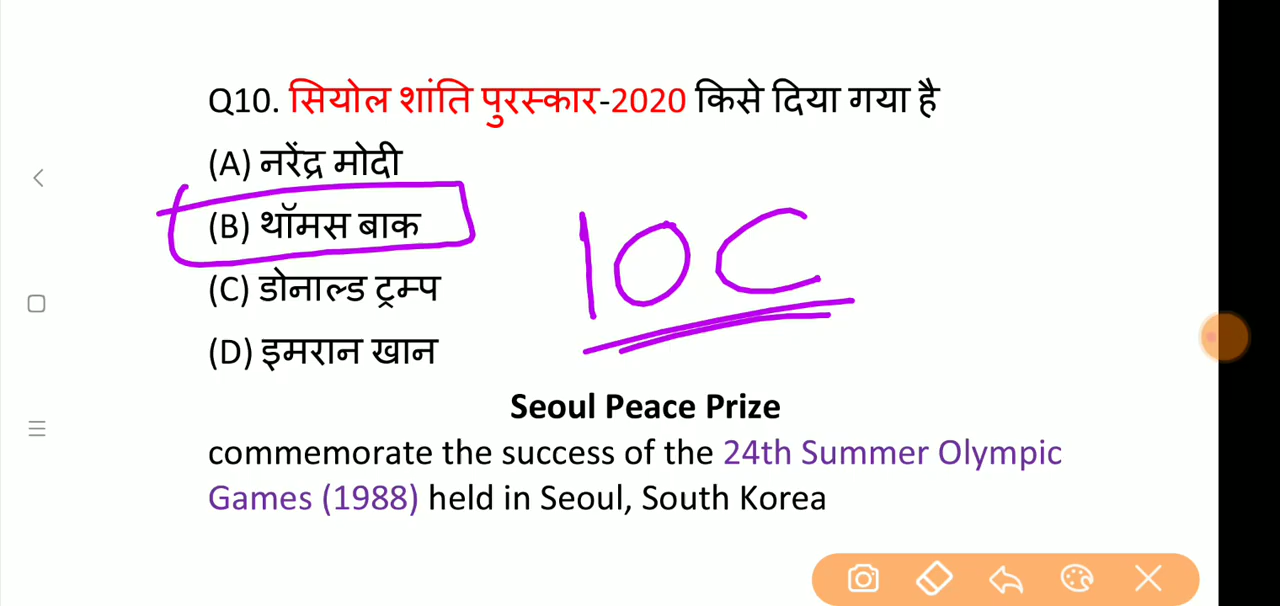 Q10. सियोल शांति पुरस्कार-2020 किसे दिया गया है
(A) नरेंद्र मोदी
(B) थॉमस बाक
(C) डोनाल्ड ट्रम्प
(D) इमरान खान
IOC
Seoul Peace Prize
commemorate the success of the 24th Summer Olympic
Games (1988) held in Seoul, South Korea